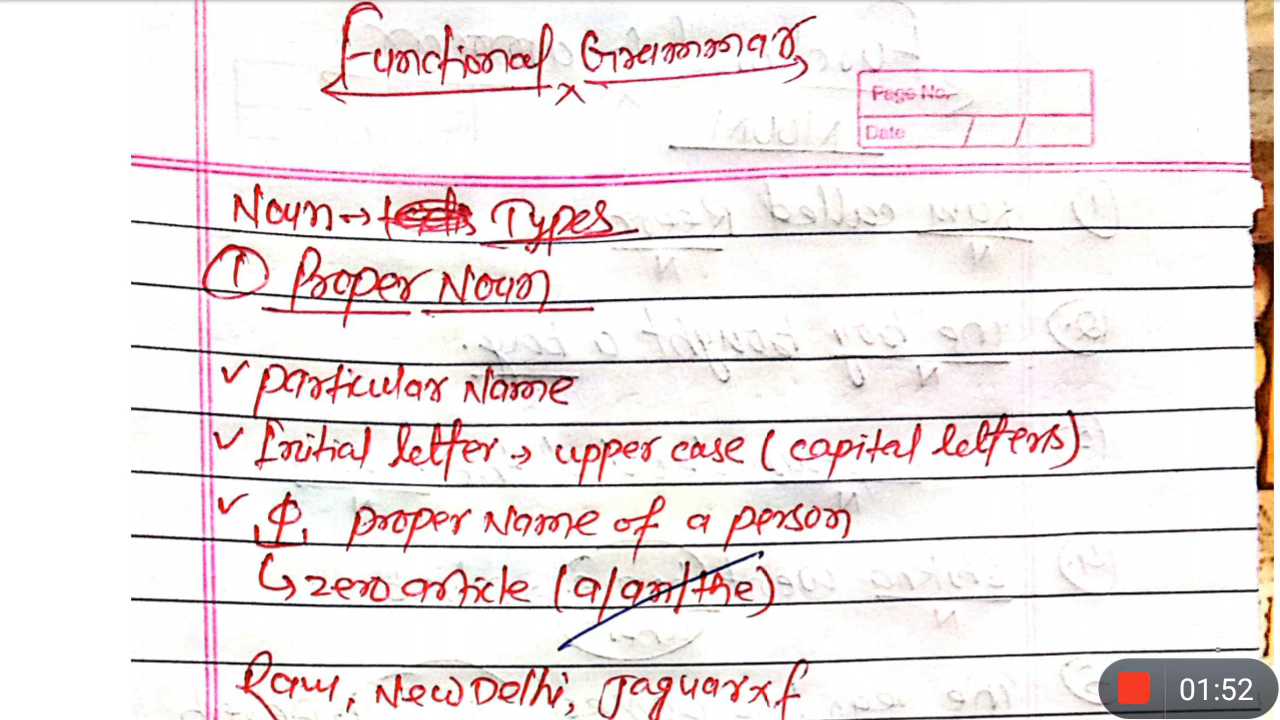 Functional Grammar
Page No.
Date / /
Noun → Types
① Proper Noun
✓ particular Name
✓ Initial letter → upper case ( capital letters )
✓ ϕ, proper Name of a person
↳ zero article (a/an/the)
Ram, New Delhi, Jaguar xf
01:52